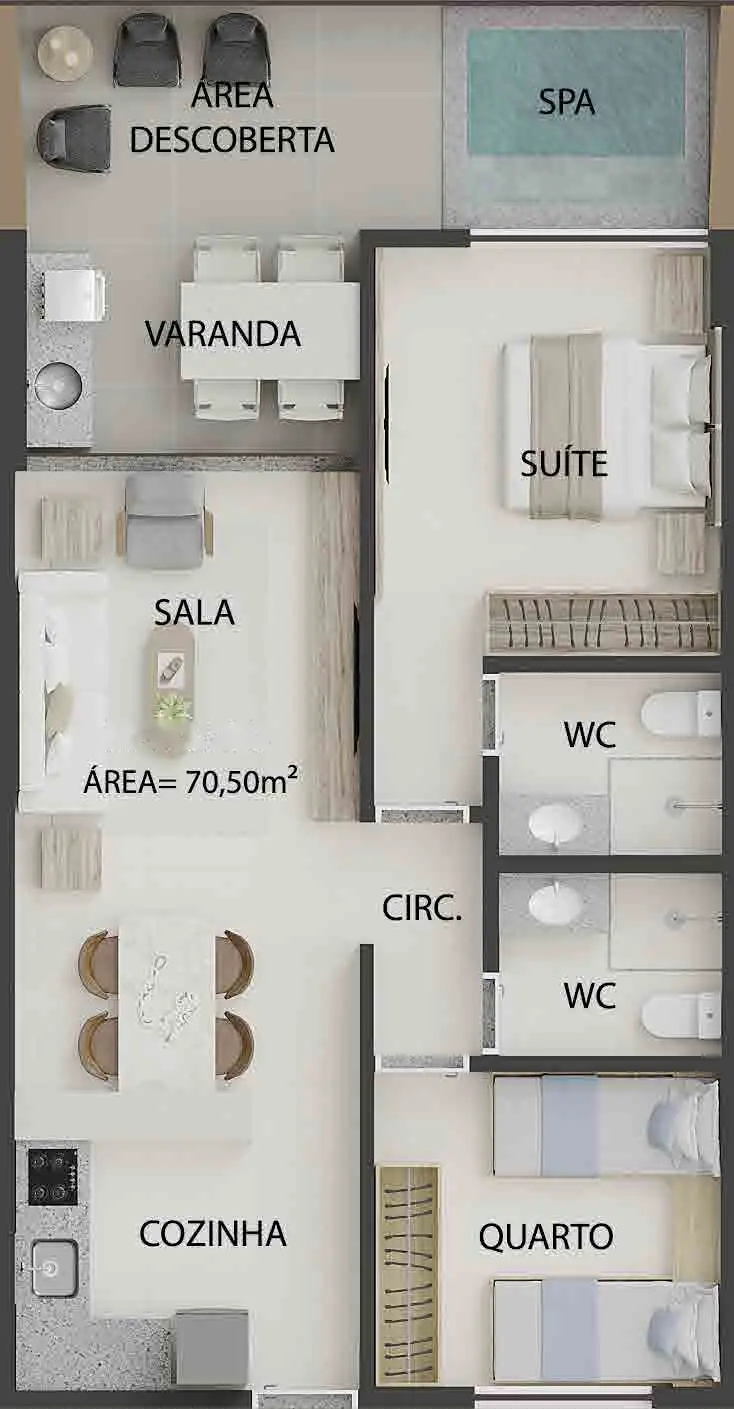 ÁREA
DESCOBERTA
SPA
VARANDA
SUÍTE
SALA
WC
ÁREA= 70,50m²
CIRC.
WC
COZINHA
QUARTO